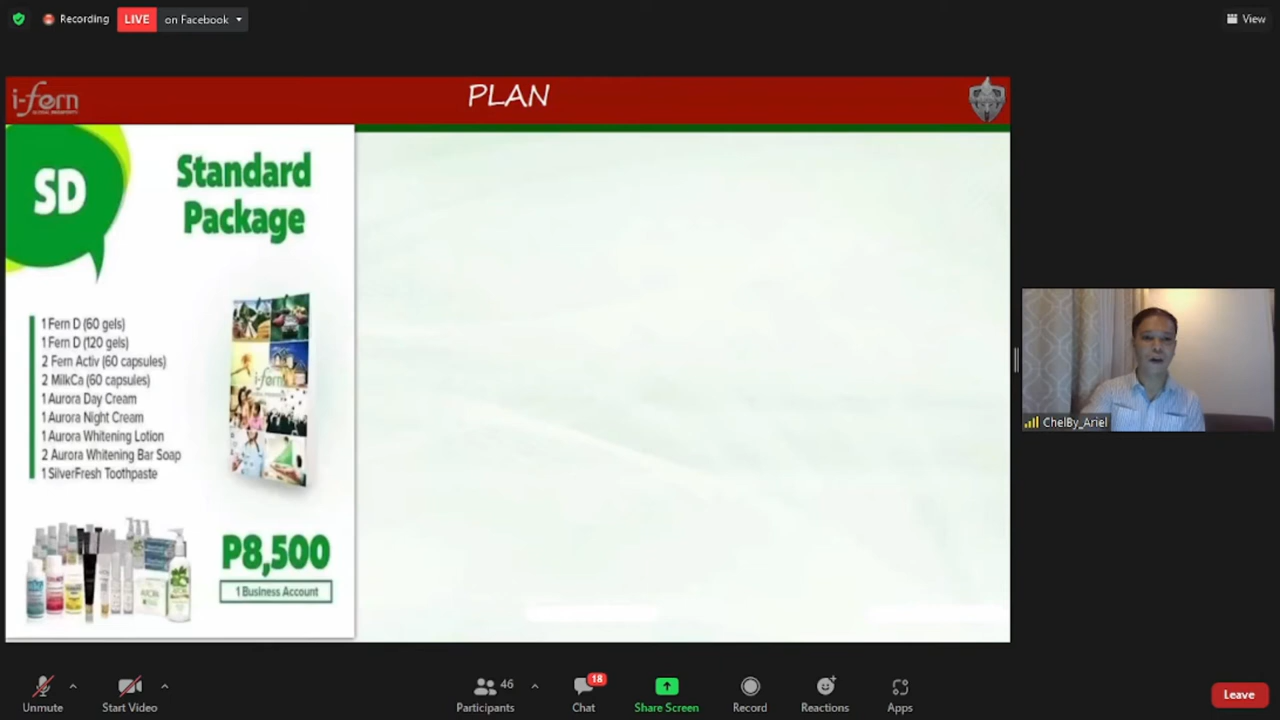 Recording
LIVE on Facebook
View
i-fern
PLAN
SD
Standard
Package
1 Fern D (60 gels)
1 Fern D (120 gels)
2 Fern Activ (60 capsules)
2 MilkCa (60 capsules)
1 Aurora Day Cream
1 Aurora Night Cream
1 Aurora Whitening Lotion
2 Aurora Whitening Bar Soap
1 SilverFresh Toothpaste
i-fern
P8,500
1 Business Account
ChelBy_Ariel
46
18
Unmute
Start Video
Participants
Chat
Share Screen
Record
Reactions
Apps
Leave